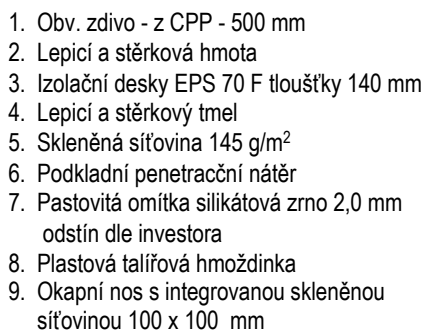 1. Obv. zdivo - z CPP - 500 mm
2. Lepicí a stěrková hmota
3. Izolační desky EPS 70 F tloušťky 140 mm
4. Lepicí a stěrkový tmel
5. Skleněná síťovina 145 g/m²
6. Podkladní penetracční nátěr
7. Pastovitá omítka silikátová zrno 2,0 mm
odstín dle investora
8. Plastová talířová hmoždinka
9. Okapní nos s integrovanou skleněnou
síťovinou 100 x 100 mm